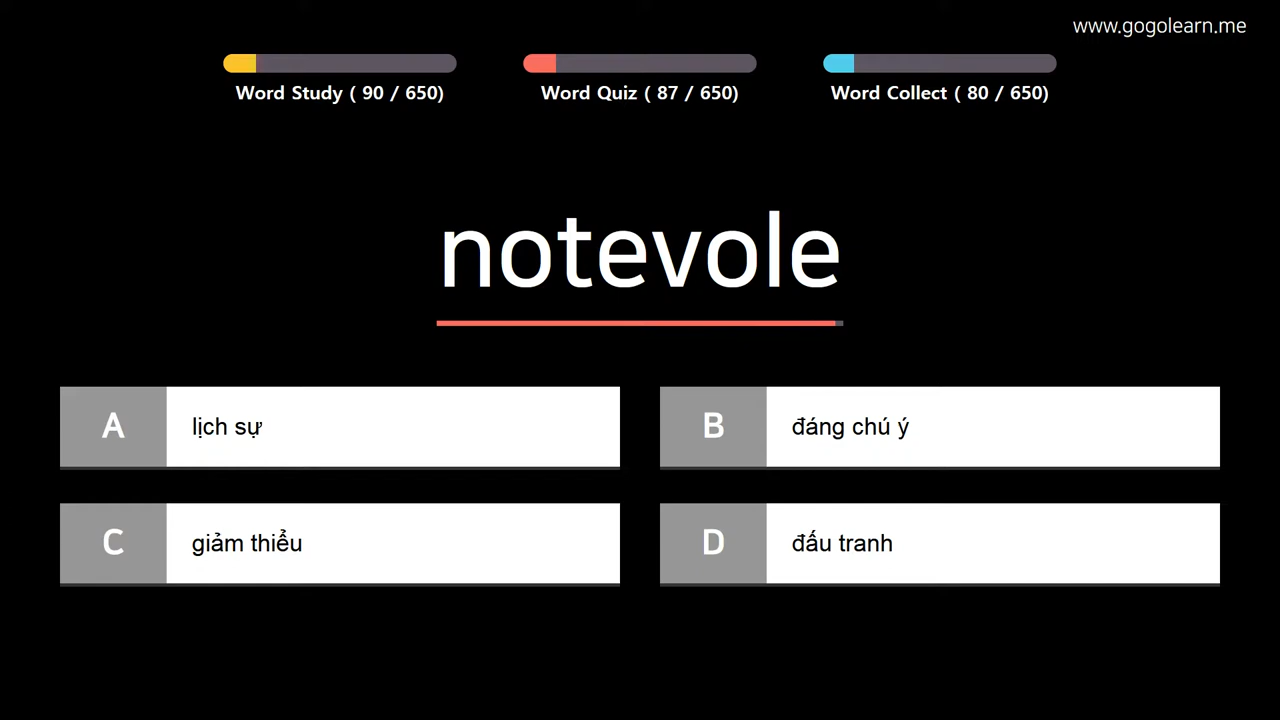 www.gogolearn.me
Word Study ( 90 / 650)
Word Quiz ( 87 / 650)
Word Collect ( 80 / 650)
notevole
A lịch sự
B đáng chú ý
C giảm thiểu
D đấu tranh